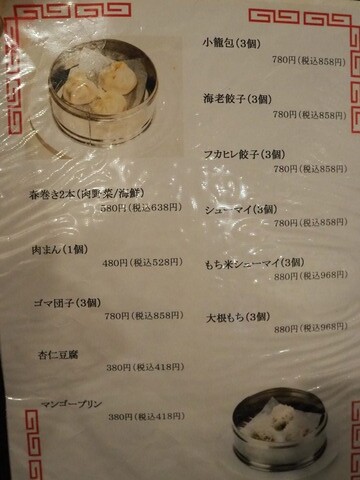 小籠包(3個)
780円(税込858円)
海老餃子(3個)
780円(税込858円)
フカヒレ餃子(3個)
780円(税込858円)
シューマイ(3個)
780円(税込858円)
もち米シューマイ(3個)
880円(税込968円)
大根もち(3個)
880円(税込968円)
春巻き2本(肉野菜/海鮮)
580円(税込638円)
肉まん(1個)
480円(税込528円)
ゴマ団子(3個)
780円(税込858円)
杏仁豆腐
380円(税込418円)
マンゴープリン
380円(税込418円)